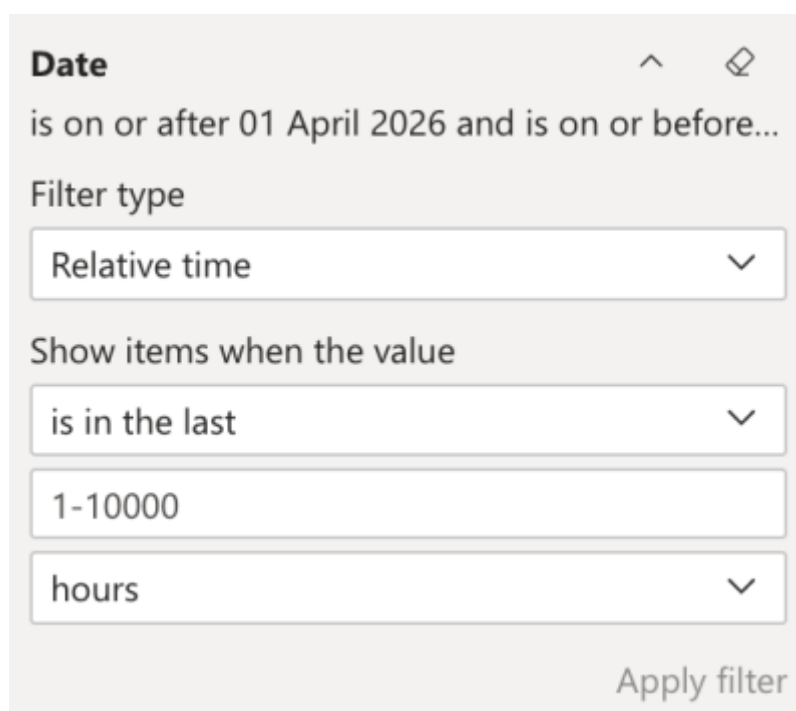 Date
is on or after 01 April 2026 and is on or before...
Filter type
Relative time
Show items when the value
is in the last
1-10000
hours
Apply filter